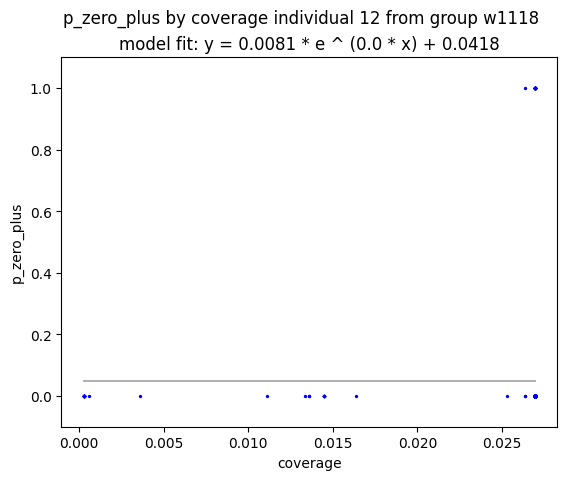 p_zero_plus by coverage individual 12 from group w1118
model fit: y = 0.0081 * e ^ (0.0 * x) + 0.0418
1.0
0.8
0.6
0.4
0.2
0.0
p_zero_plus
0.000 0.005 0.010 0.015 0.020 0.025
coverage